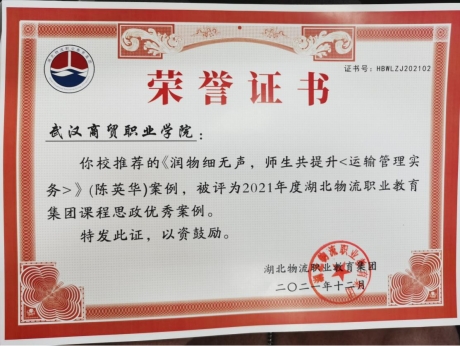 证书号：HBWLZJ202102
荣誉证书
武汉商贸职业学院：
你校推荐的《润物细无声，师生共提升<运输管理实
务>》(陈英华)案例，被评为2021年度湖北物流职业教育
集团课程思政优秀案例。
特发此证，以资鼓励。
湖北物流职业教育集团
二〇二一年十二月